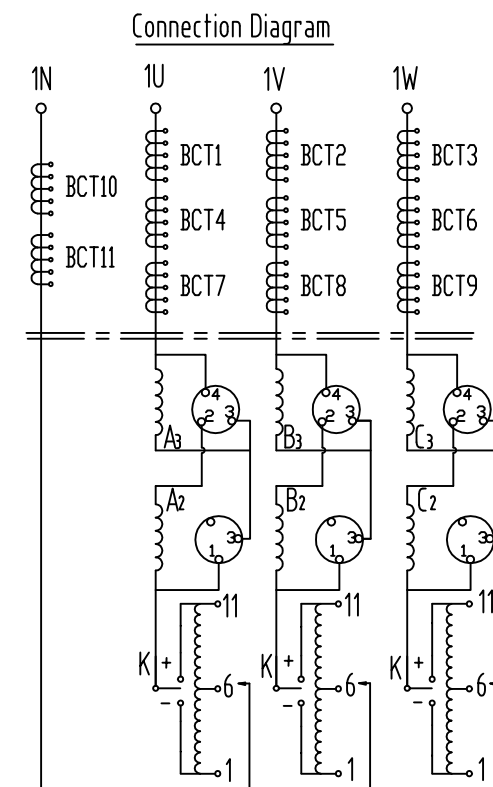 Connection Diagram
1N 1U 1V 1W
BCT1 BCT2 BCT3
BCT10
BCT4 BCT5 BCT6
BCT11
BCT7 BCT8 BCT9
4 4 4
2 3 2 3 2 3
A3 B3 C3
A2 B2 C2
3 3 3
1 1 1
11 11 11
K + K + K +
6 6 6
- - -
1 1 1